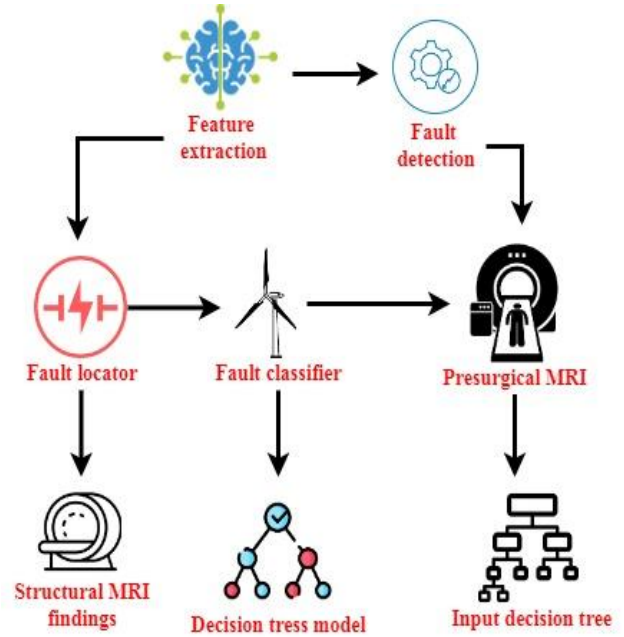 Feature
extraction
Fault
detection
Fault locator
Fault classifier
Presurgical MRI
Structural MRI
findings
Decision tress model
Input decision tree